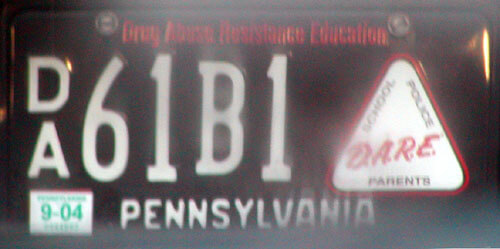 Drug Abuse Resistance Education
DA 61B1
SCHOOL
POLICE
D.A.R.E.
PARENTS
PENNSYLVANIA
9-04
PENNSYLVANIA